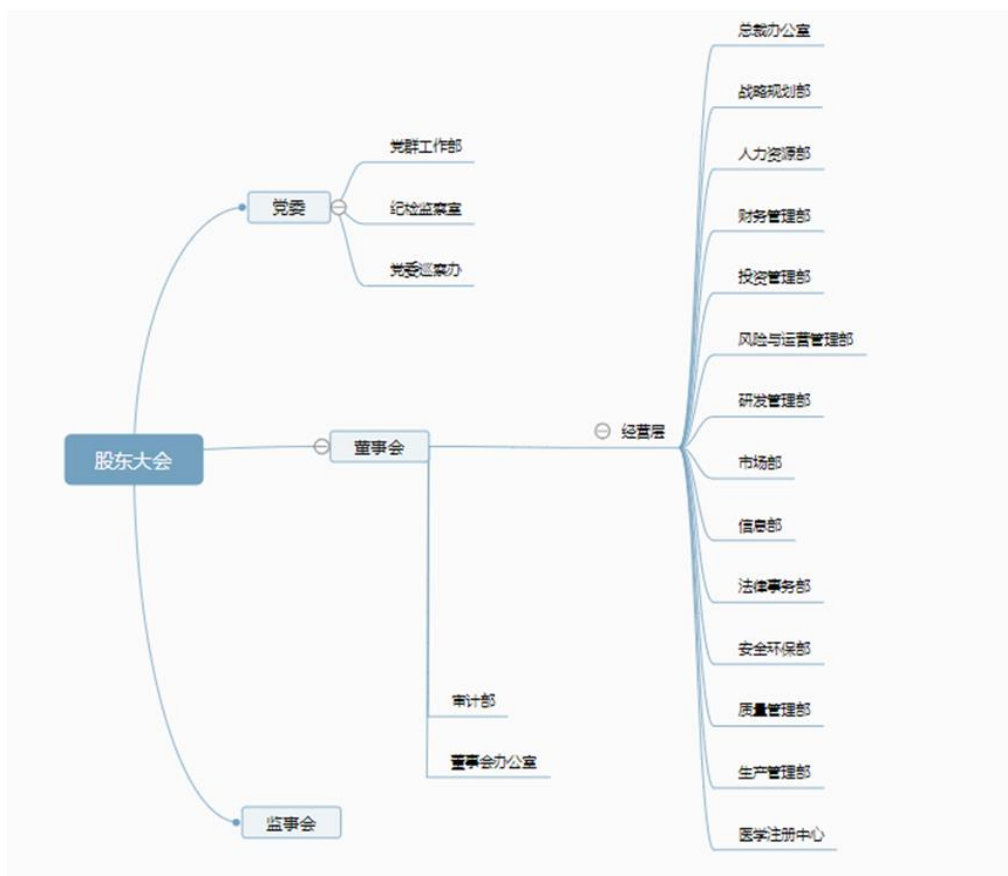 股东大会
党委
党群工作部
纪检监察室
党委巡察办
董事会
经营层
总裁办公室
战略规划部
人力资源部
财务管理部
投资管理部
风险与运营管理部
研发管理部
市场部
信息部
法律事务部
安全环保部
质量管理部
生产管理部
医学注册中心
审计部
董事会办公室
监事会